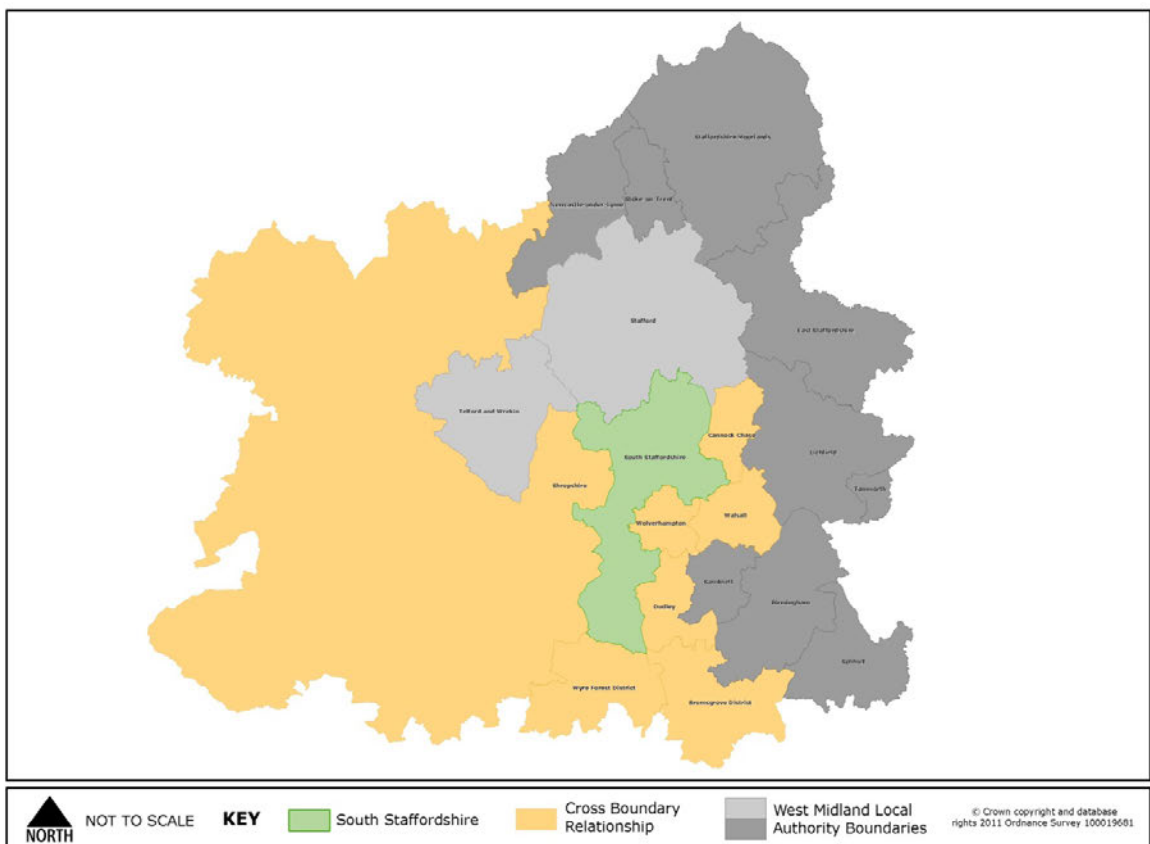 Staffordshire Moorlands
Newcastle-under-Lyme
Stoke on Trent
Stafford
East Staffordshire
Telford and Wrekin
Cannock Chase
Lichfield
South Staffordshire
Tamworth
Shropshire
Wolverhampton
Walsall
Sandwell
Birmingham
Dudley
Solihull
Wyre Forest District
Bromsgrove District
NORTH
NOT TO SCALE
KEY
South Staffordshire
Cross Boundary
Relationship
West Midland Local
Authority Boundaries
© Crown copyright and database
rights 2011 Ordnance Survey 100019681